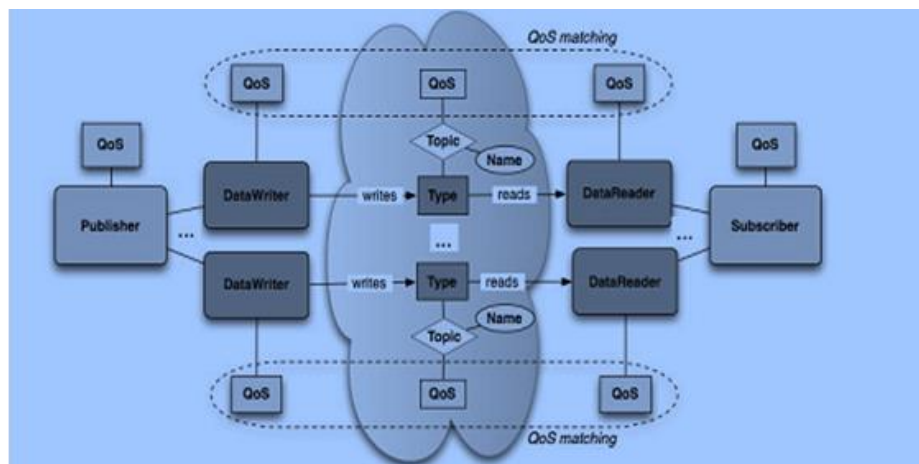 QoS matching
QoS QoS QoS
QoS Topic QoS
Name
DataWriter writes Type reads DataReader
Publisher ... ... ... Subscriber
DataWriter writes Type reads DataReader
Name
Topic
QoS QoS QoS
QoS matching